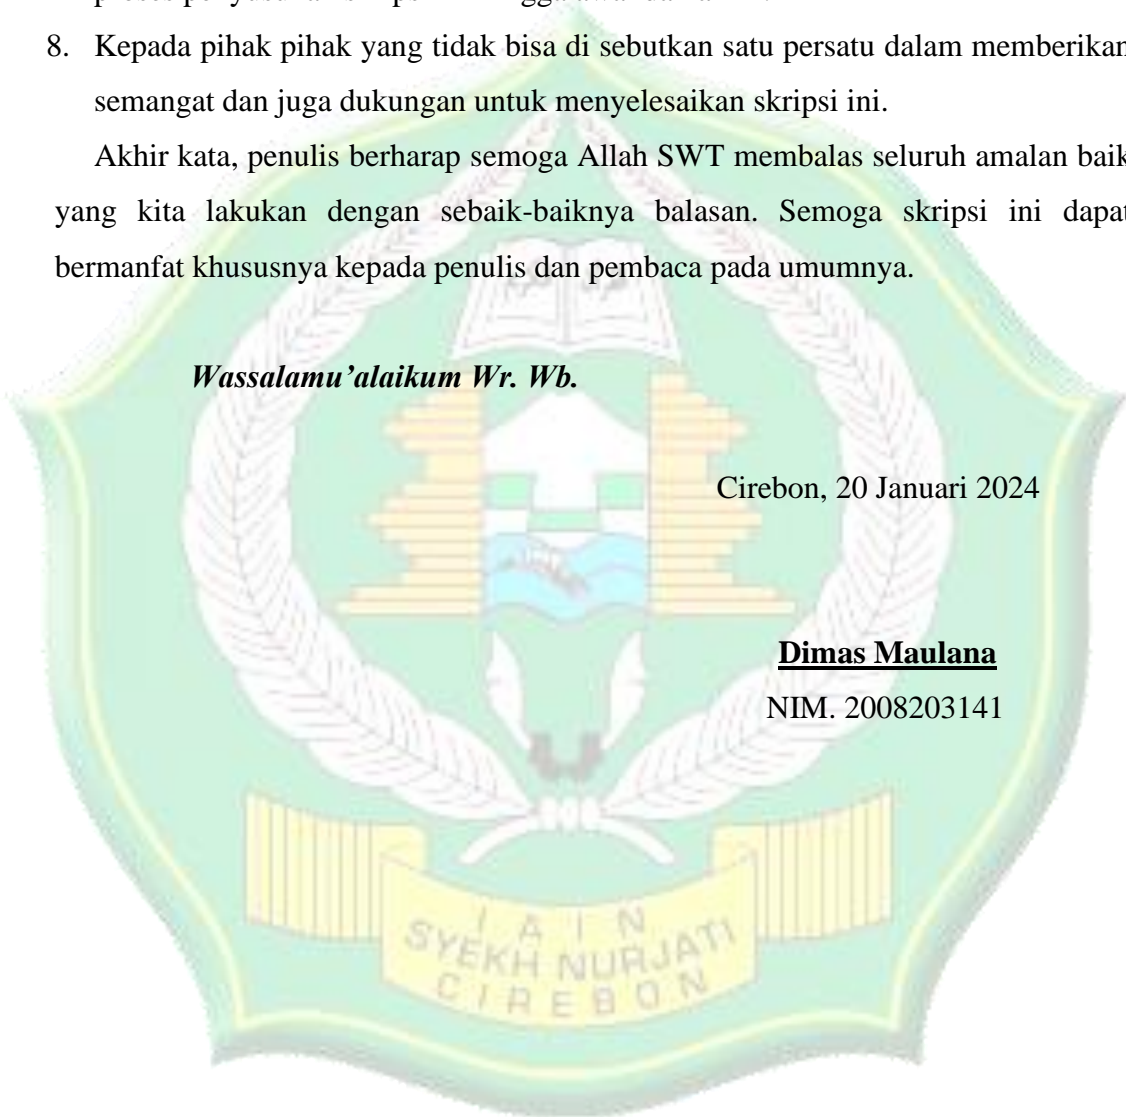 8. Kepada pihak pihak yang tidak bisa di sebutkan satu persatu dalam memberikan
semangat dan juga dukungan untuk menyelesaikan skripsi ini.
Akhir kata, penulis berharap semoga Allah SWT membalas seluruh amalan baik
yang kita lakukan dengan sebaik-baiknya balasan. Semoga skripsi ini dapat
bermanfat khususnya kepada penulis dan pembaca pada umumnya.
Wassalamu’alaikum Wr. Wb.
Cirebon, 20 Januari 2024
Dimas Maulana
NIM. 2008203141
IAIN
SYEKH NURJATI
CIREBON